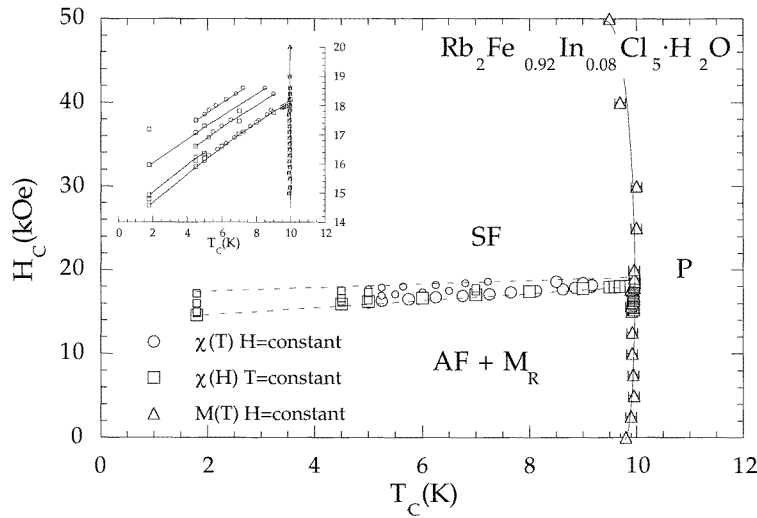 Rb2Fe0.92In0.08Cl5·H2O
50
40
30
20
10
0
H_C(kOe)
20
19
18
17
16
15
14
0 2 4 6 8 10 12
T_C(K)
SF
P
AF + M_R
χ(T) H=constant
χ(H) T=constant
M(T) H=constant
0 2 4 6 8 10 12
T_C(K)